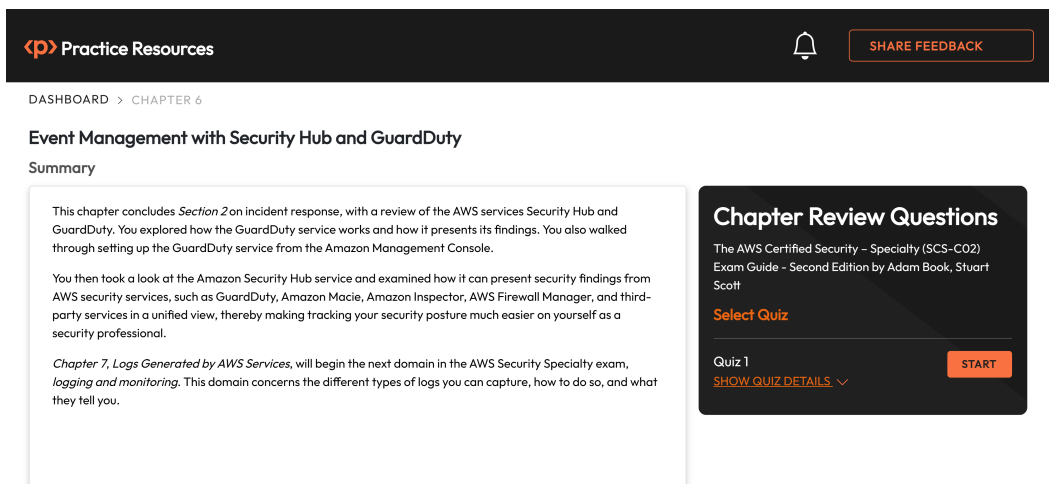 <p> Practice Resources
SHARE FEEDBACK
DASHBOARD > CHAPTER 6
Event Management with Security Hub and GuardDuty
Summary
This chapter concludes Section 2 on incident response, with a review of the AWS services Security Hub and
GuardDuty. You explored how the GuardDuty service works and how it presents its findings. You also walked
through setting up the GuardDuty service from the Amazon Management Console.
You then took a look at the Amazon Security Hub service and examined how it can present security findings from
AWS security services, such as GuardDuty, Amazon Macie, Amazon Inspector, AWS Firewall Manager, and third-
party services in a unified view, thereby making tracking your security posture much easier on yourself as a
security professional.
Chapter 7, Logs Generated by AWS Services, will begin the next domain in the AWS Security Specialty exam,
logging and monitoring. This domain concerns the different types of logs you can capture, how to do so, and what
they tell you.
Chapter Review Questions
The AWS Certified Security – Specialty (SCS-C02)
Exam Guide - Second Edition by Adam Book, Stuart
Scott
Select Quiz
Quiz 1
START
SHOW QUIZ DETAILS